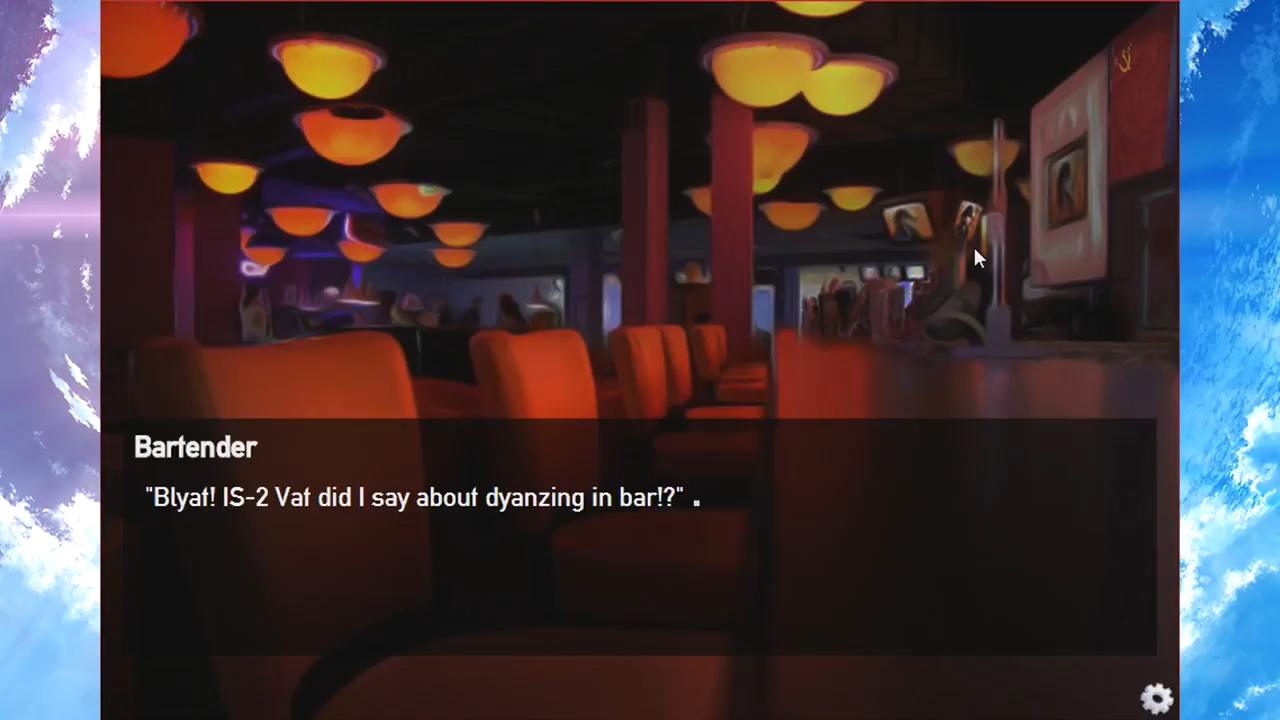 Bartender
"Blyat! IS-2 Vat did I say about dyanzing in bar!?" .